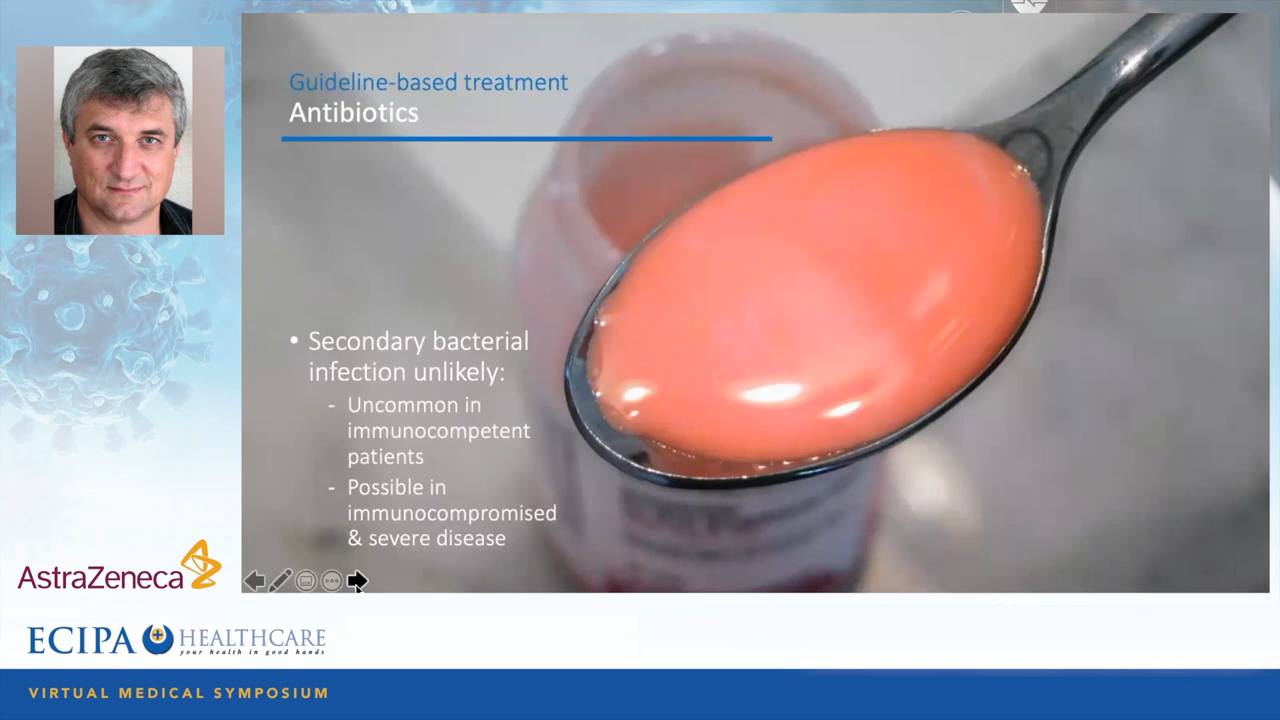 Guideline-based treatment
Antibiotics
• Secondary bacterial
infection unlikely:
- Uncommon in
immunocompetent
patients
- Possible in
immunocompromised
& severe disease
AstraZeneca
ECIPA HEALTHCARE
your health in good hands
VIRTUAL MEDICAL SYMPOSIUM